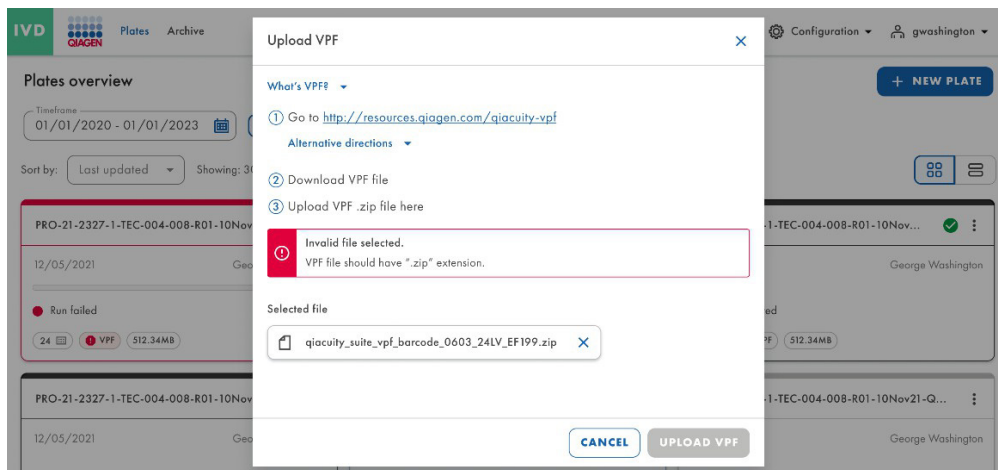 IVD
QIAGEN
Plates Archive
Configuration
gwashington
Plates overview
+ NEW PLATE
Timeframe
01/01/2020 - 01/01/2023
Sort by: Last updated Showing: 30
PRO-21-2327-1-TEC-004-008-R01-10Nov
12/05/2021 Geo
Run failed
24 VPF 512.34MB
PRO-21-2327-1-TEC-004-008-R01-10Nov
12/05/2021 Geo
Upload VPF
What's VPF?
1 Go to http://resources.qiagen.com/qiacuity-vpf
Alternative directions
2 Download VPF file
3 Upload VPF .zip file here
Invalid file selected.
VPF file should have ".zip" extension.
Selected file
qiacuity_suite_vpf_barcode_0603_24LV_EF199.zip
CANCEL UPLOAD VPF
-1-TEC-004-008-R01-10Nov...
George Washington
ed
PF 512.34MB
-1-TEC-004-008-R01-10Nov21-Q...
George Washington